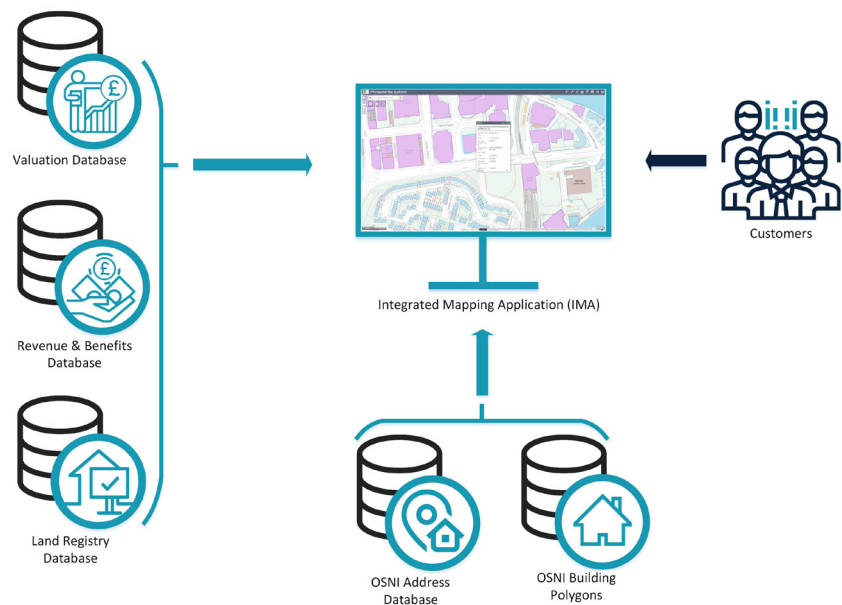 Valuation Database
Revenue & Benefits
Database
Land Registry
Database
Integrated Mapping Application (IMA)
Customers
OSNI Address
Database
OSNI Building
Polygons
£
£